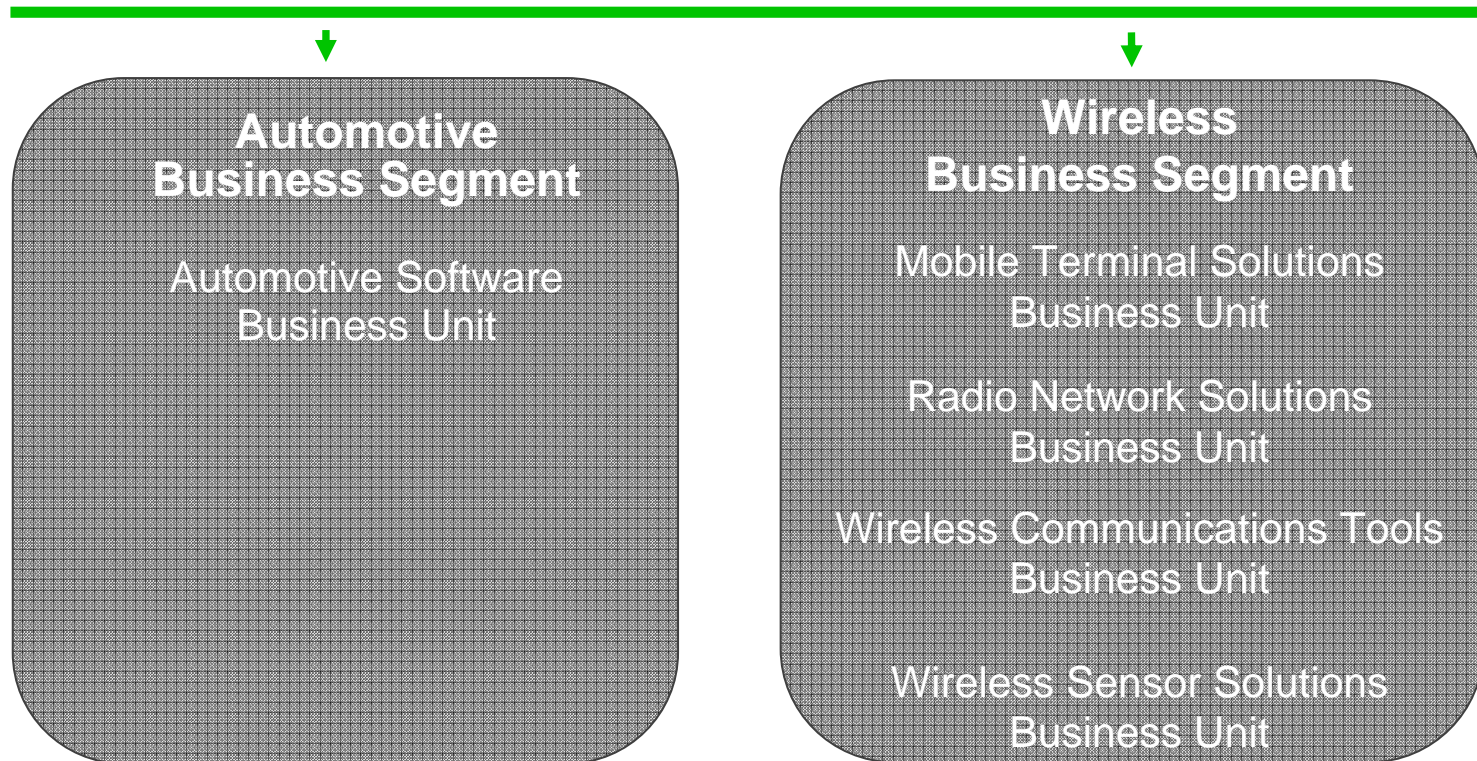 Automotive
Business Segment
Automotive Software
Business Unit
Wireless
Business Segment
Mobile Terminal Solutions
Business Unit
Radio Network Solutions
Business Unit
Wireless Communications Tools
Business Unit
Wireless Sensor Solutions
Business Unit